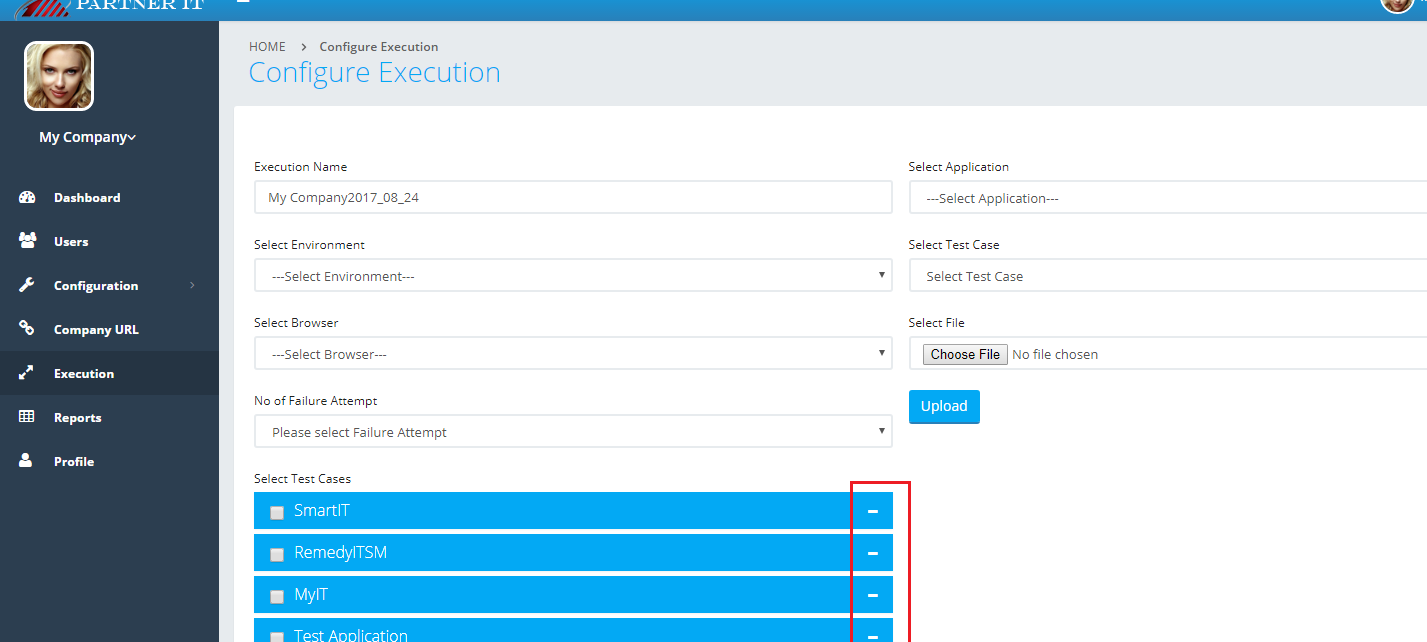 PARTNER IT
HOME > Configure Execution
Configure Execution
My Company
Dashboard
Users
Configuration
Company URL
Execution
Reports
Profile
Execution Name
My Company2017_08_24
Select Application
---Select Application---
Select Environment
---Select Environment---
Select Test Case
Select Test Case
Select Browser
---Select Browser---
Select File
Choose File No file chosen
No of Failure Attempt
Please select Failure Attempt
Upload
Select Test Cases
SmartIT
RemedyITSM
MyIT
Test Application